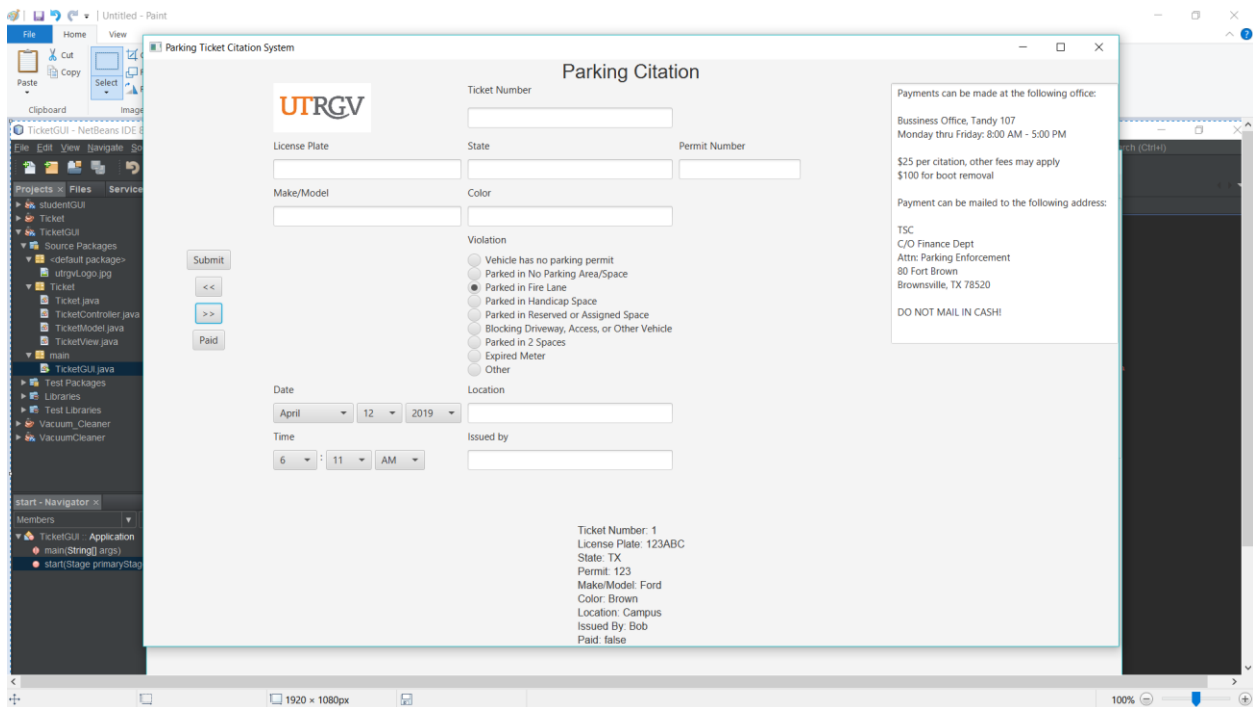 Untitled - Paint
File Home View
Cut
Copy
Paste
Select
Clipboard
Image
TicketGUI - NetBeans IDE 8
File Edit View Navigate So
rch (Ctrl+I)
Projects Files Service
studentGUI
Ticket
TicketGUI
Source Packages
<default package>
utrgvLogo.jpg
Ticket
Ticket.java
TicketController.java
TicketModel.java
TicketView.java
main
TicketGUI.java
Test Packages
Libraries
Test Libraries
Vacuum_Cleaner
VacuumCleaner
start - Navigator
Members
TicketGUI :: Application
main(String[] args)
start(Stage primaryStag
Parking Ticket Citation System
Parking Citation
UTRGV
Ticket Number
License Plate State Permit Number
Make/Model Color
Violation
Submit
<<
>>
Paid
Vehicle has no parking permit
Parked in No Parking Area/Space
Parked in Fire Lane
Parked in Handicap Space
Parked in Reserved or Assigned Space
Blocking Driveway, Access, or Other Vehicle
Parked in 2 Spaces
Expired Meter
Other
Date Location
April 12 2019
Time Issued by
6 : 11 AM
Payments can be made at the following office:
Bussiness Office, Tandy 107
Monday thru Friday: 8:00 AM - 5:00 PM
$25 per citation, other fees may apply
$100 for boot removal
Payment can be mailed to the following address:
TSC
C/O Finance Dept
Attn: Parking Enforcement
80 Fort Brown
Brownsville, TX 78520
DO NOT MAIL IN CASH!
Ticket Number: 1
License Plate: 123ABC
State: TX
Permit: 123
Make/Model: Ford
Color: Brown
Location: Campus
Issued By: Bob
Paid: false
1920 × 1080px
100%